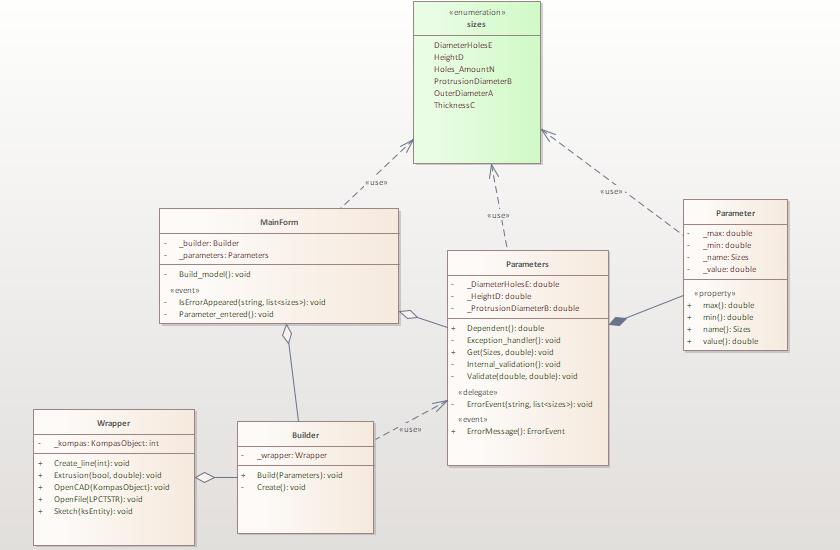 «enumeration»
sizes
DiameterHolesE
HeightD
Holes_AmountN
ProtrusionDiameterB
OuterDiameterA
ThicknessC
«use»
«use»
«use»
MainForm
- _builder: Builder
- _parameters: Parameters
- Build_model(): void
«event»
- IsErrorAppeared(string, list<sizes>): void
- Parameter_entered(): void
Parameter
- _max: double
- _min: double
- _name: Sizes
- _value: double
«property»
+ max(): double
+ min(): double
+ name(): Sizes
+ value(): double
Parameters
- _DiameterHolesE: double
- _HeightD: double
- _ProtrusionDiameterB: double
+ Dependent(): double
- Exception_handler(): void
+ Get(Sizes, double): void
- Internal_validation(): void
- Validate(double, double): void
«delegate»
- ErrorEvent(string, list<sizes>): void
«event»
+ ErrorMessage(): ErrorEvent
Wrapper
- _kompas: KompasObject: int
+ Create_line(int): void
+ Extrusion(bool, double): void
+ OpenCAD(KompasObject): void
+ OpenFile(LPCTSTR): void
+ Sketch(ksEntity): void
Builder
- _wrapper: Wrapper
+ Build(Parameters): void
- Create(): void
«use»